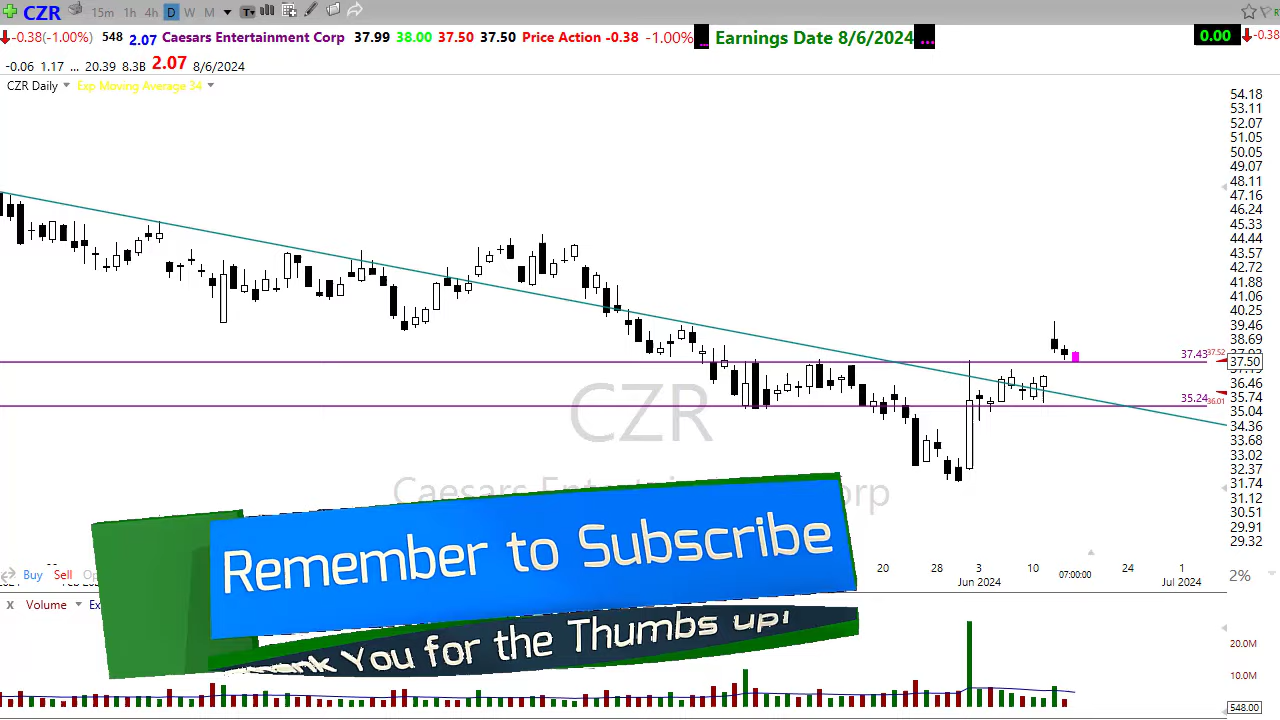 CZR 15m 1h 4h D W M T
-0.38(-1.00%) 548 2.07 Caesars Entertainment Corp 37.99 38.00 37.50 37.50 Price Action -0.38 -1.00% ... Earnings Date 8/6/2024 ... 0.00 -0.38
-0.06 1.17 ... 20.39 8.3B 2.07 8/6/2024
CZR Daily Exp Moving Average 34
54.18
53.11
52.07
51.05
50.05
49.07
48.11
47.16
46.24
45.33
44.44
43.57
42.72
41.88
41.06
40.25
39.46
38.69
37.43 37.52
37.50
36.46
35.74
35.24 36.01
35.04
34.36
33.68
33.02
32.37
31.74
31.12
30.51
29.91
29.32
CZR
Caesars Entertainment Corp
Remember to Subscribe
Thank You for the Thumbs up!
Buy Sell
20 28 3 10 24 1
Jun 2024 07:00:00 Jul 2024
2%
X Volume
20.0M
10.0M
548.00